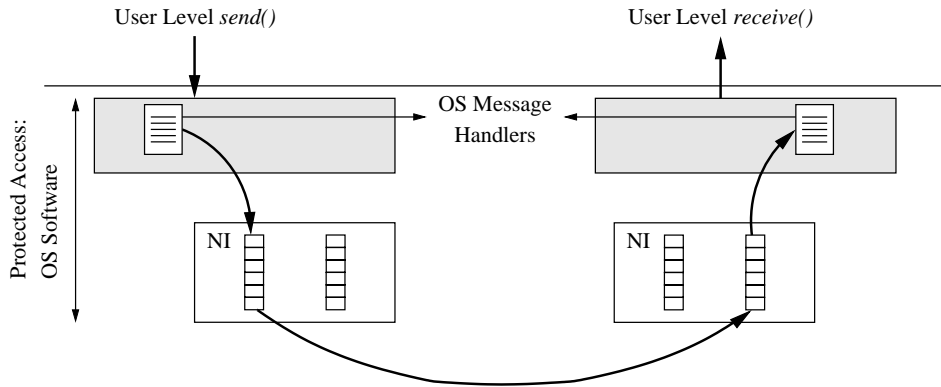 User Level send()
User Level receive()
OS Message
Handlers
Protected Access:
OS Software
NI
NI